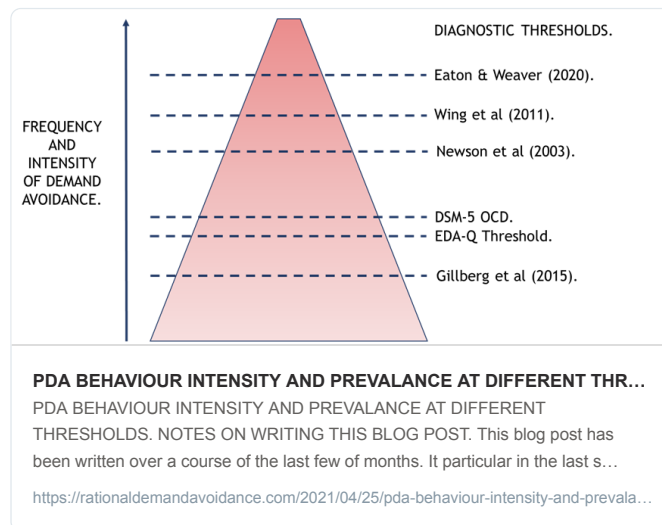 DIAGNOSTIC THRESHOLDS.
Eaton & Weaver (2020).
Wing et al (2011).
FREQUENCY
AND
INTENSITY
OF DEMAND
AVOIDANCE.
Newson et al (2003).
DSM-5 OCD.
EDA-Q Threshold.
Gillberg et al (2015).
PDA BEHAVIOUR INTENSITY AND PREVALANCE AT DIFFERENT THR...
PDA BEHAVIOUR INTENSITY AND PREVALANCE AT DIFFERENT
THRESHOLDS. NOTES ON WRITING THIS BLOG POST. This blog post has
been written over a course of the last few of months. It particular in the last s...
https://rationaldemandavoidance.com/2021/04/25/pda-behaviour-intensity-and-prevala...